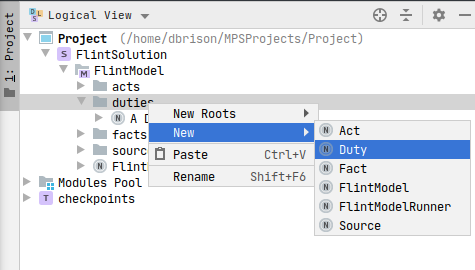 Logical View
1: Project
Project (/home/dbrison/MPSProjects/Project)
FlintSolution
FlintModel
acts
duties
A D
facts
sourc
Flint
Modules Pool
checkpoints
New Roots
New
Paste Ctrl+V
Rename Shift+F6
Act
Duty
Fact
FlintModel
FlintModelRunner
Source